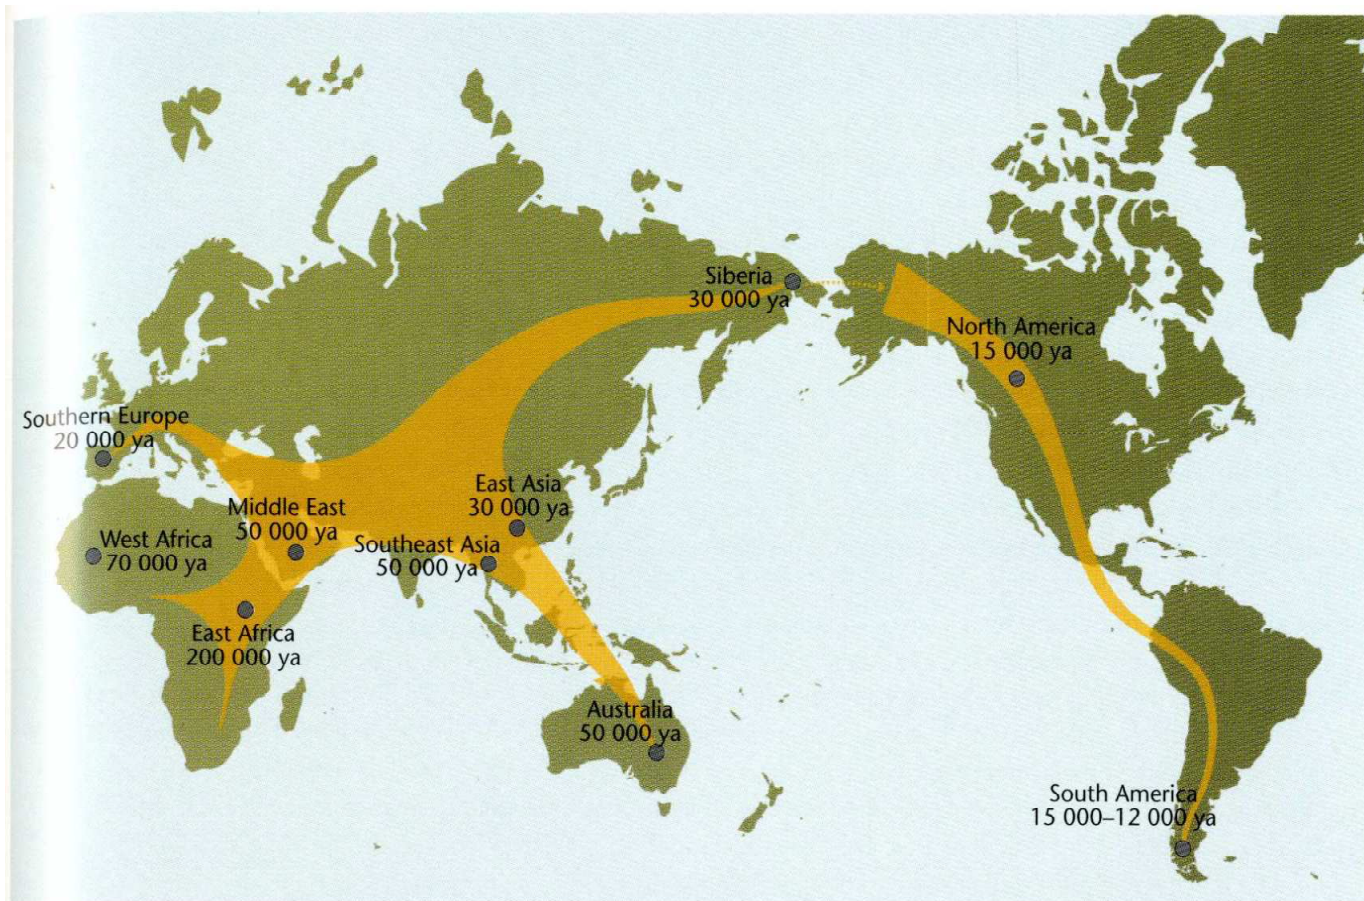 Siberia
30 000 ya
North America
15 000 ya
Southern Europe
20 000 ya
Middle East
50 000 ya
East Asia
30 000 ya
West Africa
70 000 ya
Southeast Asia
50 000 ya
East Africa
200 000 ya
Australia
50 000 ya
South America
15 000–12 000 ya